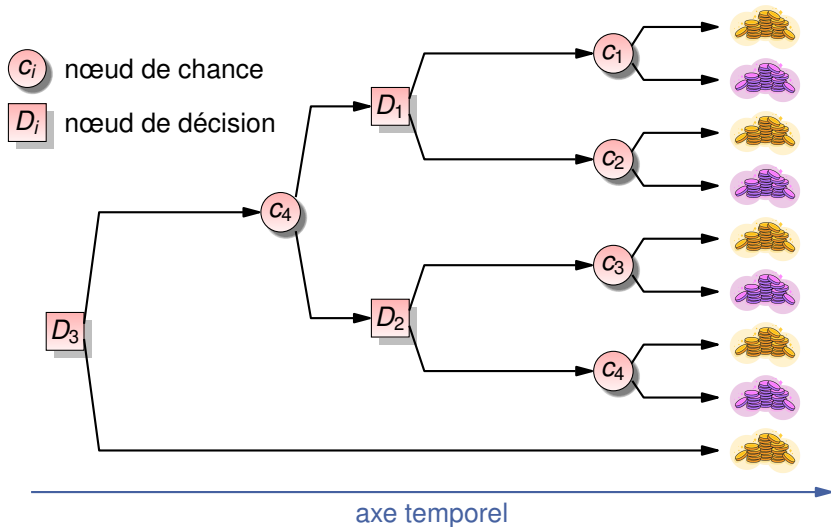 c1
ci nœud de chance
D1
Di nœud de décision
c2
c4
c3
D3
D2
c4
axe temporel